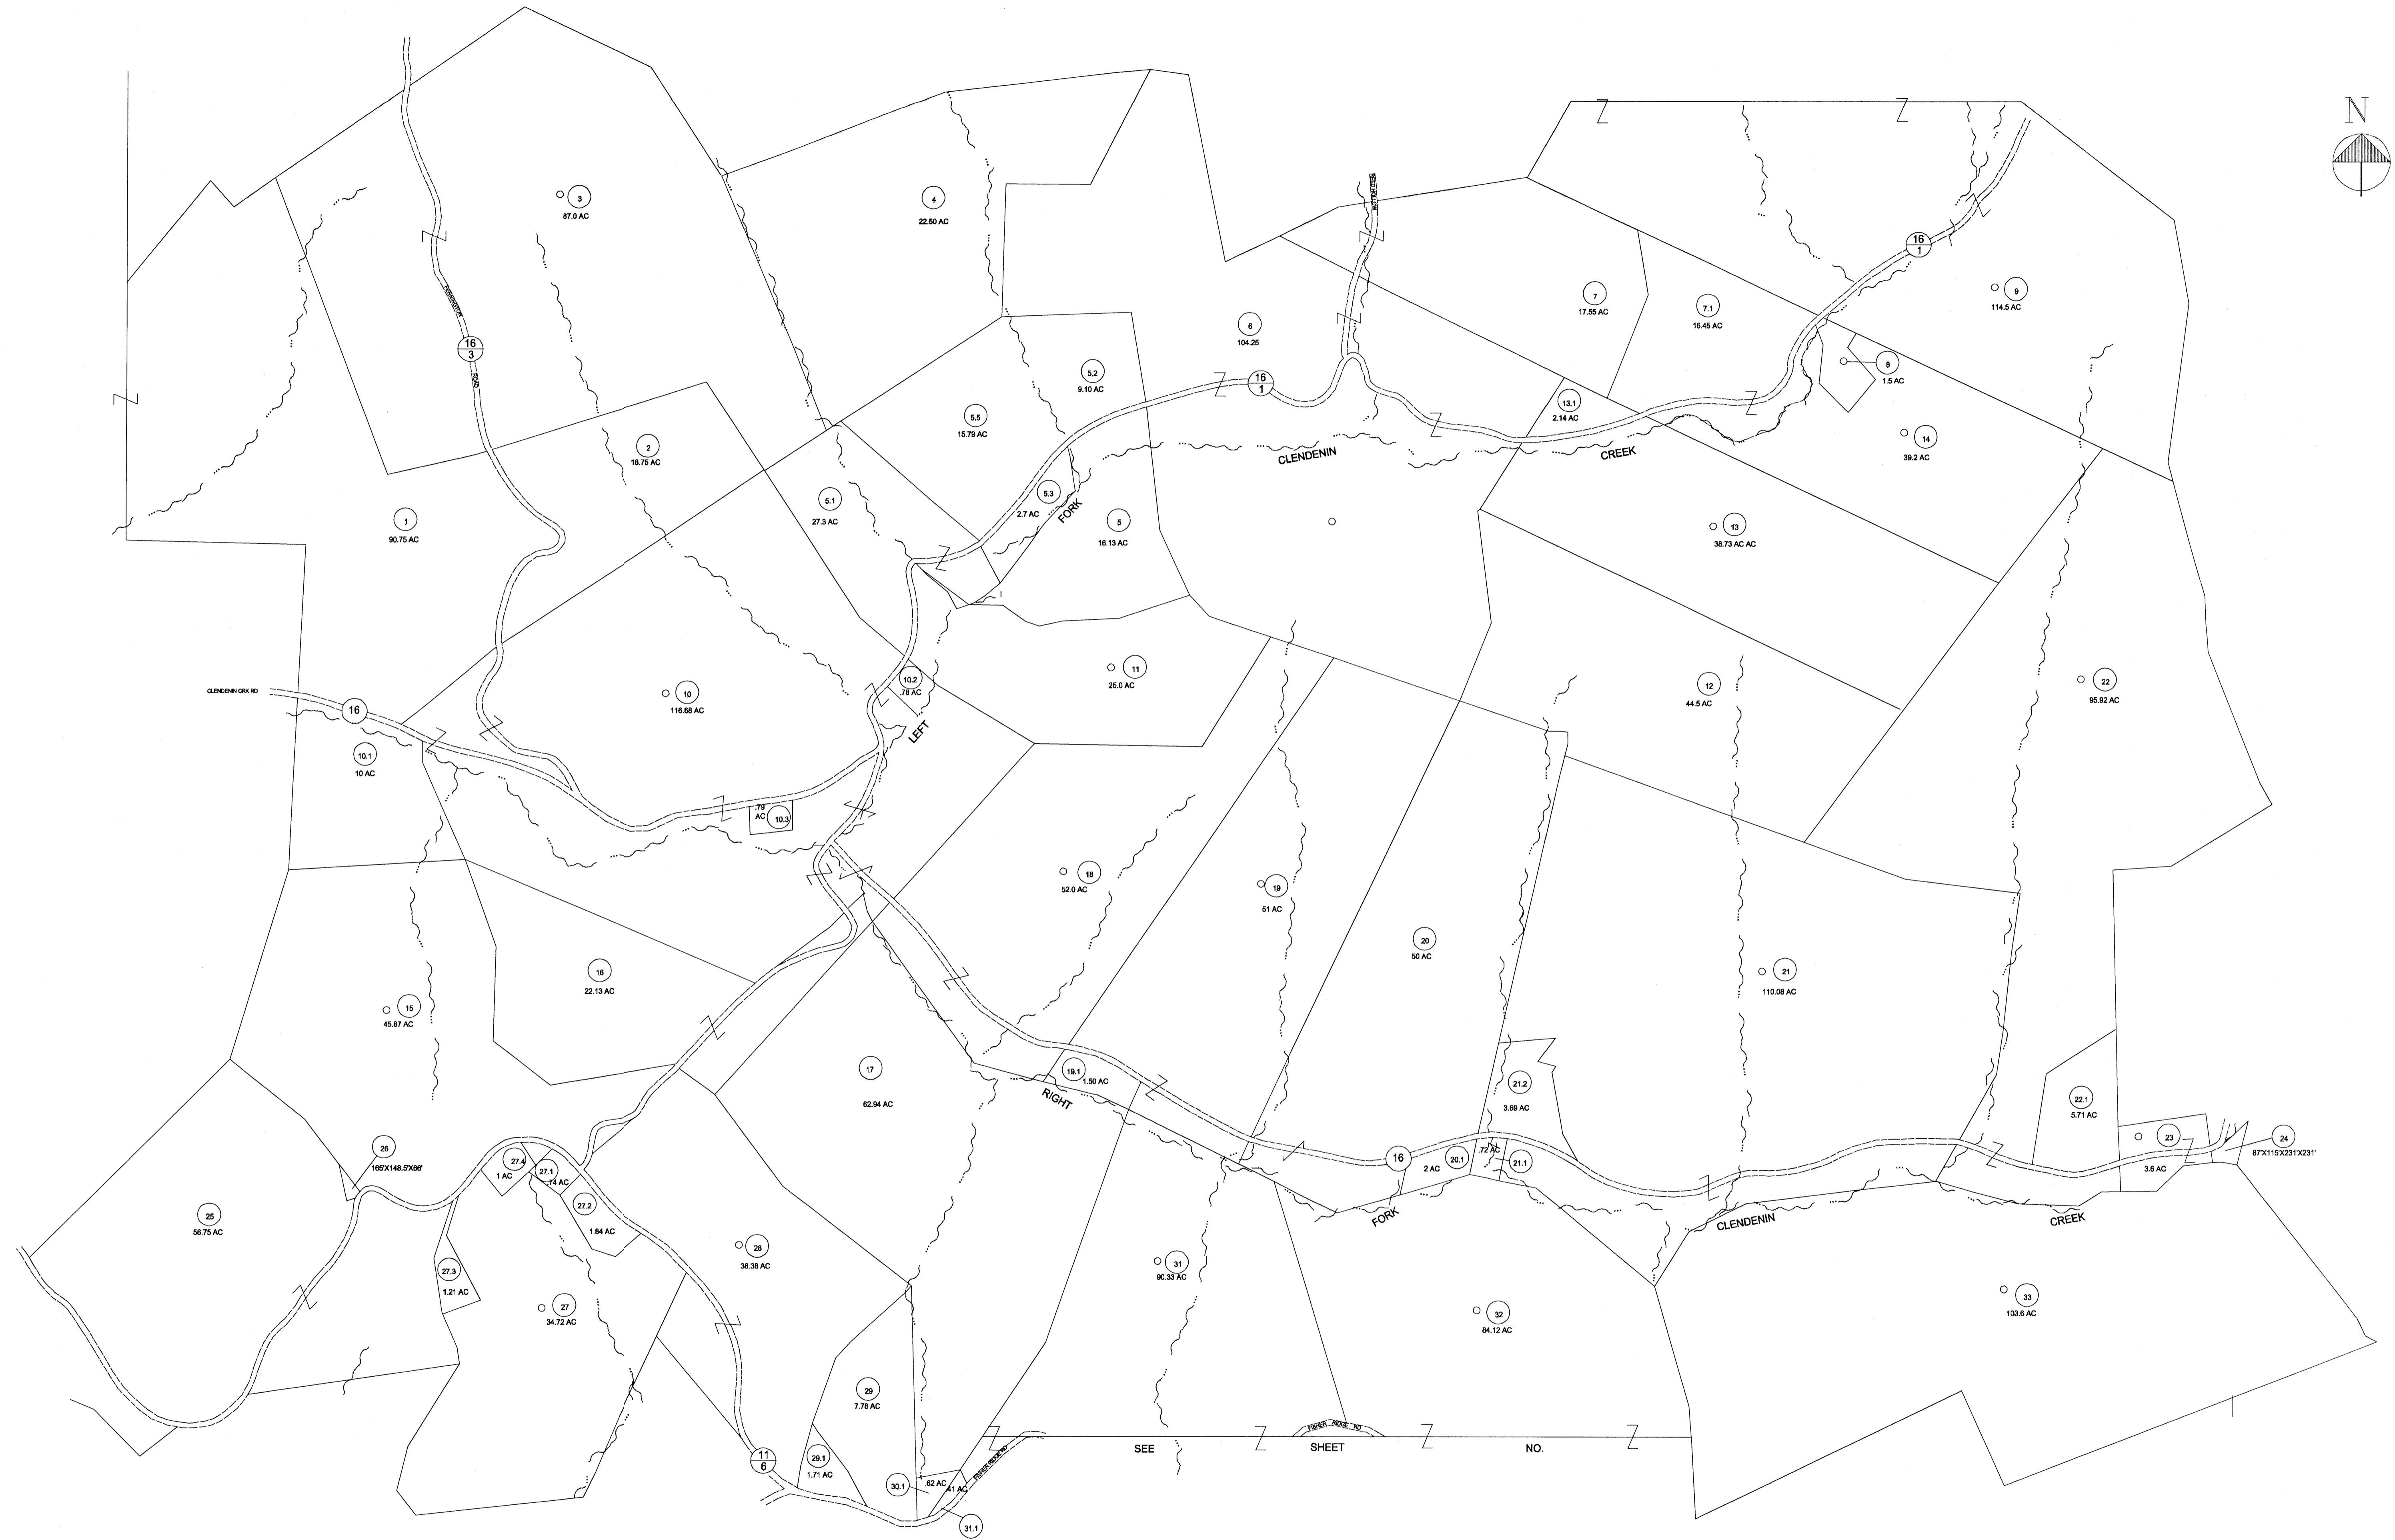 N
3
87.0 AC
4
22.50 AC
16
1
9
114.5 AC
7
17.55 AC
7.1
16.45 AC
6
104.25
PENNINGTON
16
3
ROAD
5.2
9.10 AC
16
1
8
1.5 AC
13.1
2.14 AC
5.5
15.79 AC
CLENDENIN
CREEK
14
39.2 AC
2
18.75 AC
5.1
27.3 AC
5.3
2.7 AC
FORK
5
16.13 AC
1
90.75 AC
13
38.73 AC AC
11
25.0 AC
10.2
.78 AC
LEFT
10
116.68 AC
12
44.5 AC
22
95.92 AC
CLENDENIN CRK RD
16
10.1
10 AC
.79
AC
10.3
18
52.0 AC
19
51 AC
20
50 AC
21
110.08 AC
16
22.13 AC
15
45.87 AC
17
62.94 AC
19.1
1.50 AC
RIGHT
21.2
3.69 AC
22.1
5.71 AC
23
3.6 AC
24
87'X115'X231'X231'
26
165'X148.5'X66'
27.4
1 AC
27.1
.74 AC
27.2
1.84 AC
16
2 AC
20.1
.72 AC
21.1
FORK
CLENDENIN
CREEK
25
56.75 AC
27.3
1.21 AC
27
34.72 AC
28
38.38 AC
31
90.33 AC
32
84.12 AC
33
103.6 AC
29
7.78 AC
29.1
1.71 AC
11
6
30.1
.62 AC
.41 AC
31.1
FISHER RIDGE RD
FISHER RIDGE RD
SEE SHEET NO.